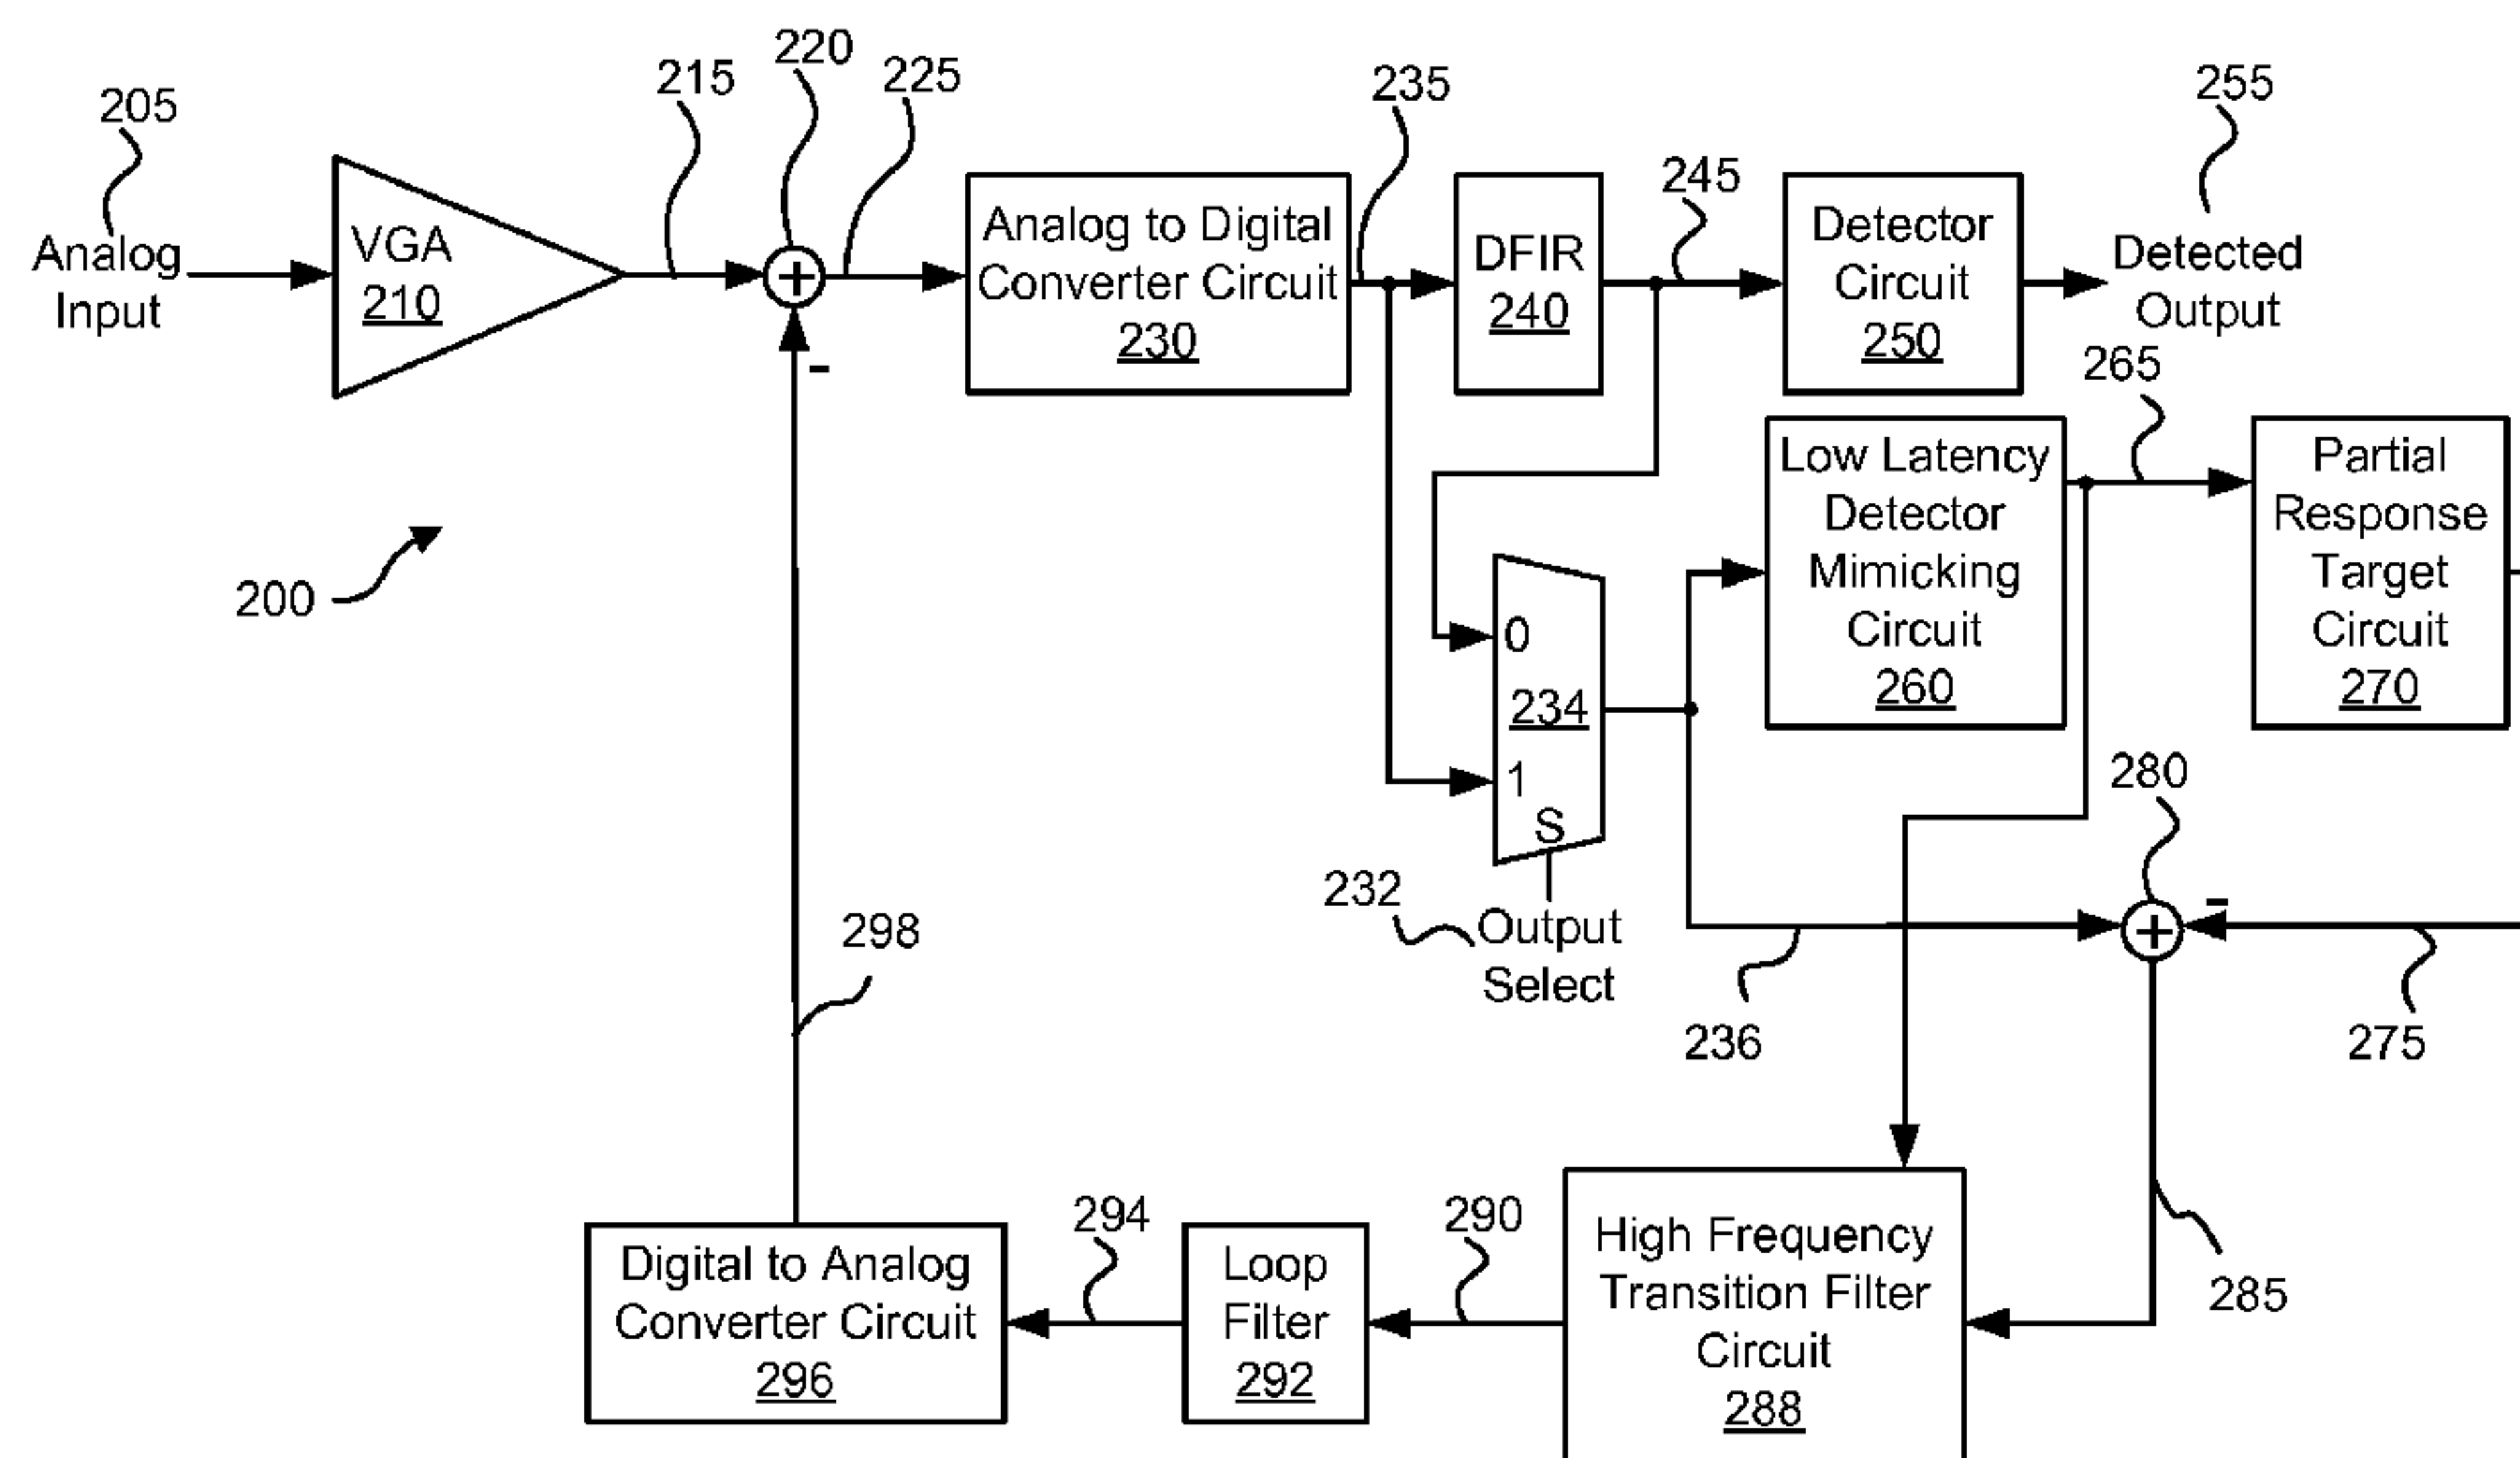 205
215
220
225
235
245
255
Analog
Input
VGA
210
+
-
Analog to Digital
Converter Circuit
230
DFIR
240
Detector
Circuit
250
Detected
Output
265
Low Latency
Detector
Mimicking
Circuit
260
Partial
Response
Target
Circuit
270
200
0
234
1
S
232
Output
Select
236
280
+
-
275
285
298
Digital to Analog
Converter Circuit
296
294
Loop
Filter
292
290
High Frequency
Transition Filter
Circuit
288